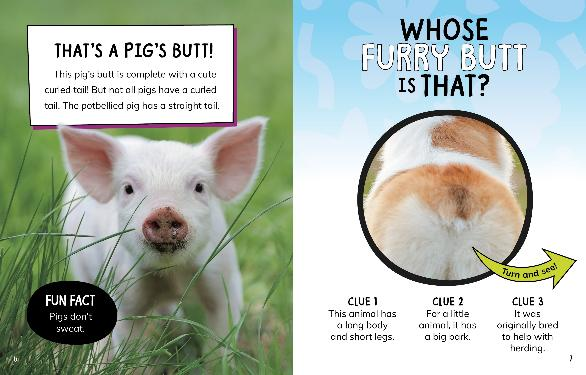 THAT'S A PIG'S BUTT!
This pig's butt is complete with a cute
curled tail! But not all pigs have a curled
tail. The potbellied pig has a straight tail.
FUN FACT
Pigs don't
sweat.
6
WHOSE
FURRY BUTT
IS THAT?
Turn and see!
CLUE 1
This animal has
a long body
and short legs.
CLUE 2
For a little
animal, it has
a big bark.
CLUE 3
It was
originally bred
to help with
herding.
7